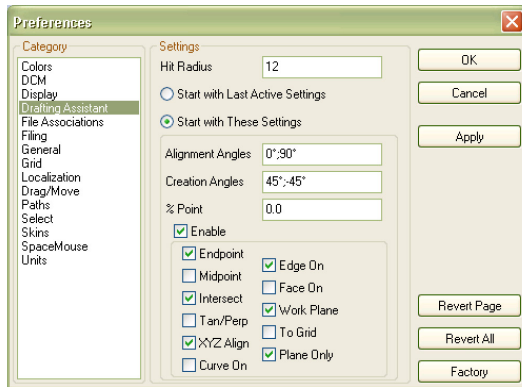 Preferences
Category
Colors
DCM
Display
Drafting Assistant
File Associations
Filing
General
Grid
Localization
Drag/Move
Paths
Select
Skins
SpaceMouse
Units
Settings
Hit Radius 12
Start with Last Active Settings
Start with These Settings
Alignment Angles 0°;90°
Creation Angles 45°;-45°
% Point 0.0
Enable
Endpoint
Midpoint
Intersect
Tan/Perp
XYZ Align
Curve On
Edge On
Face On
Work Plane
To Grid
Plane Only
OK
Cancel
Apply
Revert Page
Revert All
Factory